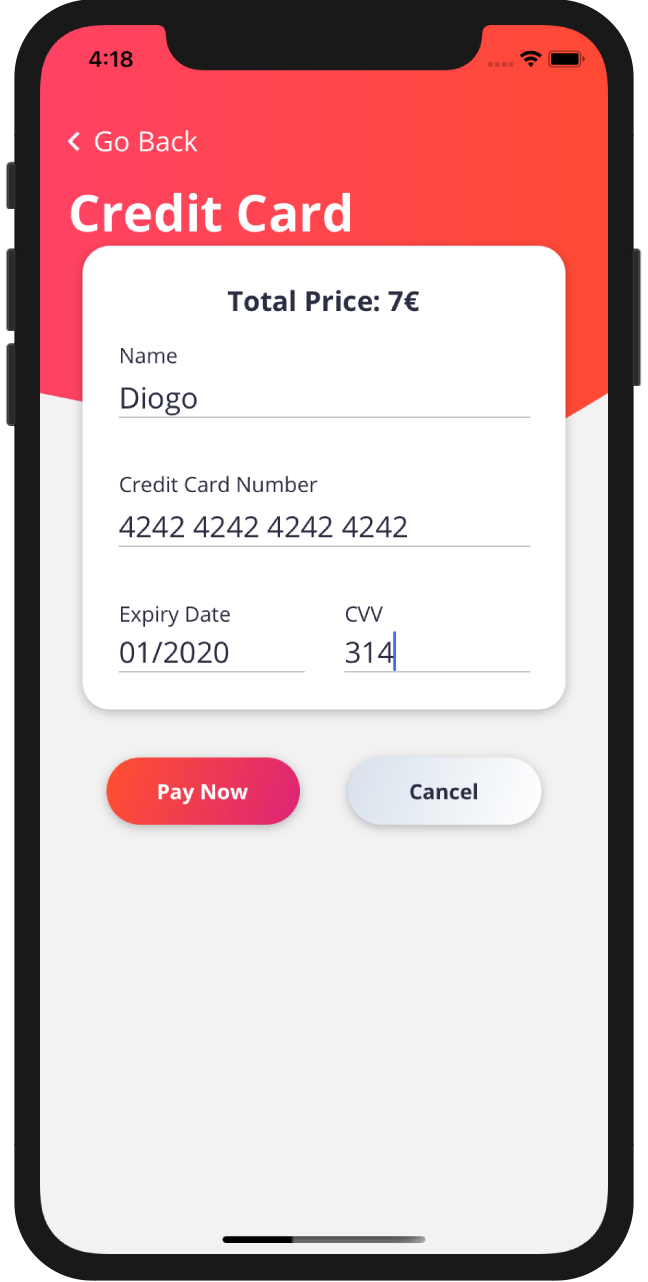 4:18
Go Back
Credit Card
Total Price: 7€
Name
Diogo
Credit Card Number
4242 4242 4242 4242
Expiry Date CVV
01/2020 314
Pay Now Cancel